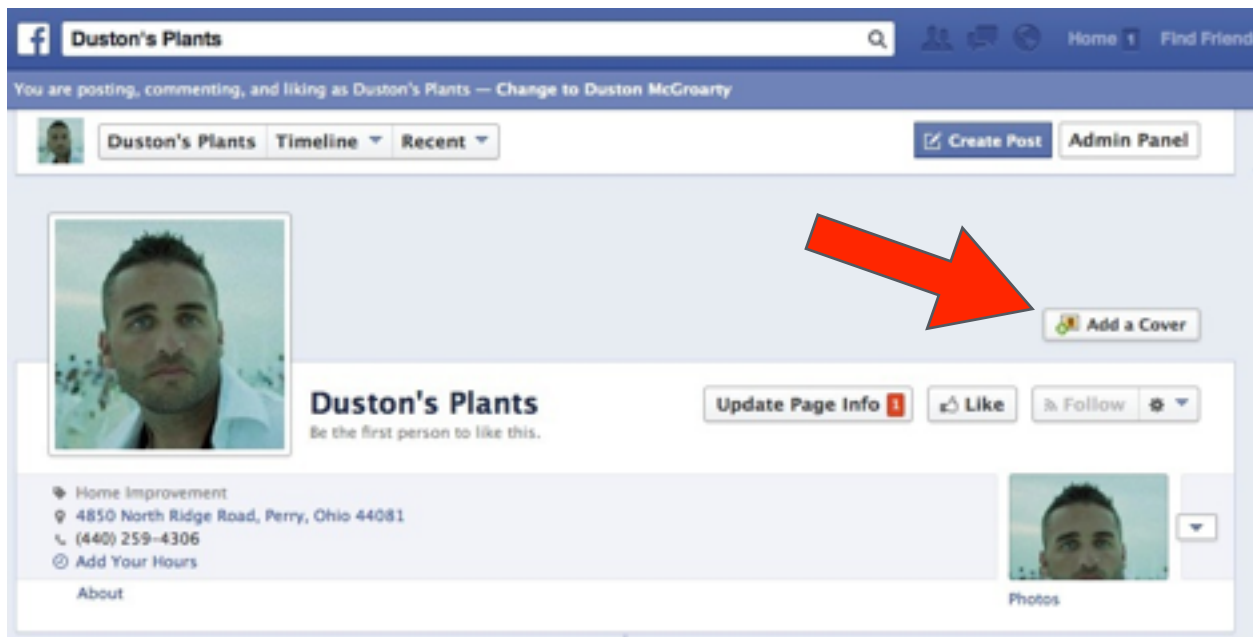 f Duston's Plants Home 1 Find Friend
You are posting, commenting, and liking as Duston's Plants — Change to Duston McGroarty
Duston's Plants Timeline Recent Create Post Admin Panel
Add a Cover
Duston's Plants Update Page Info 1 Like Follow
Be the first person to like this.
Home Improvement
4850 North Ridge Road, Perry, Ohio 44081
(440) 259-4306
Add Your Hours
About
Photos